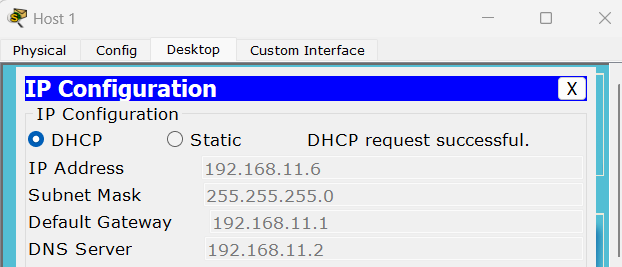 Host 1
Physical Config Desktop Custom Interface
IP Configuration X
IP Configuration
DHCP Static DHCP request successful.
IP Address 192.168.11.6
Subnet Mask 255.255.255.0
Default Gateway 192.168.11.1
DNS Server 192.168.11.2